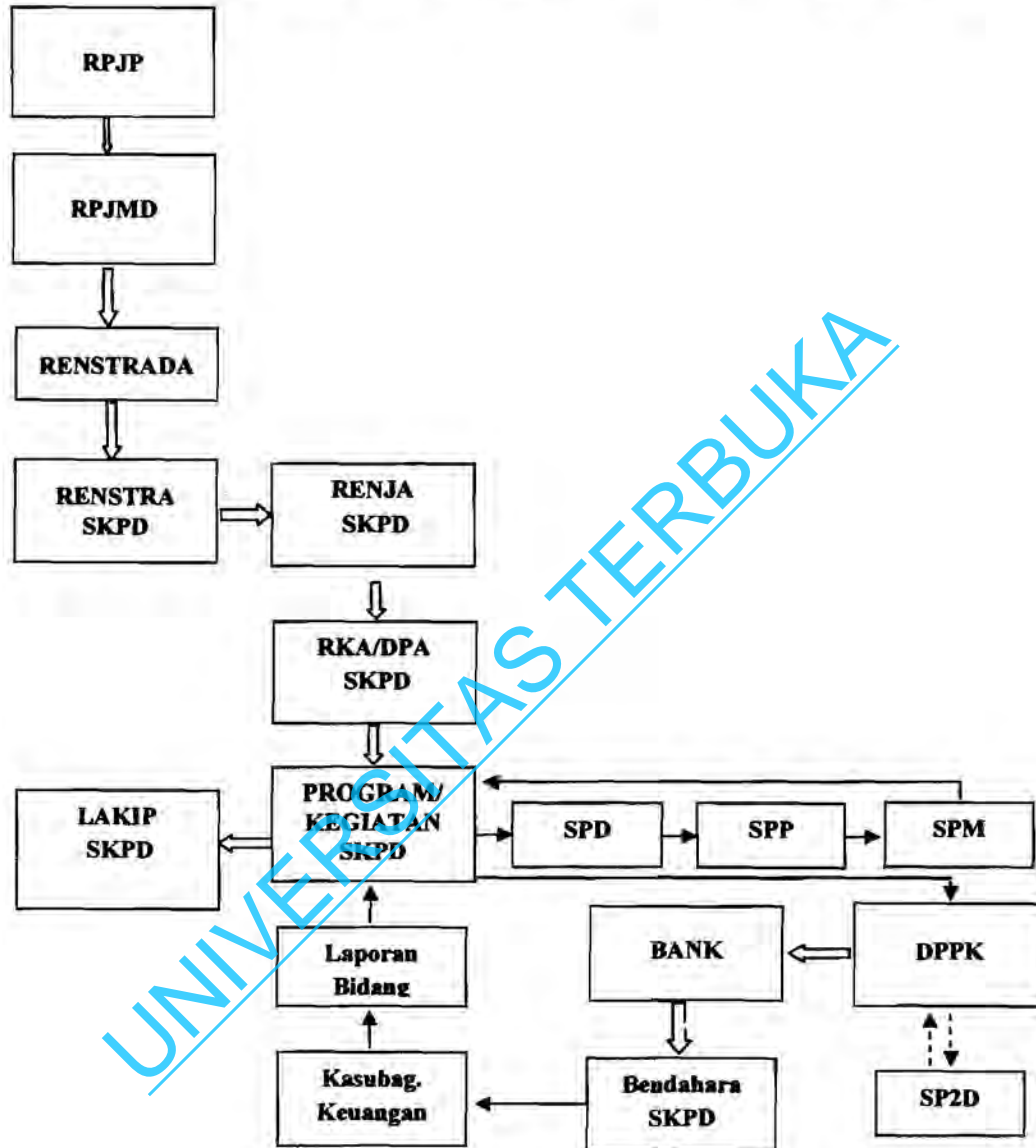 RPJP
RPJMD
RENSTRADA
RENSTRA
SKPD
RENJA
SKPD
RKA/DPA
SKPD
PROGRAM/
KEGIATAN
SKPD
LAKIP
SKPD
SPD
SPP
SPM
Laporan
Bidang
BANK
DPPK
Kasubag.
Keuangan
Bendahara
SKPD
SP2D
UNIVERSITAS TERBUKA